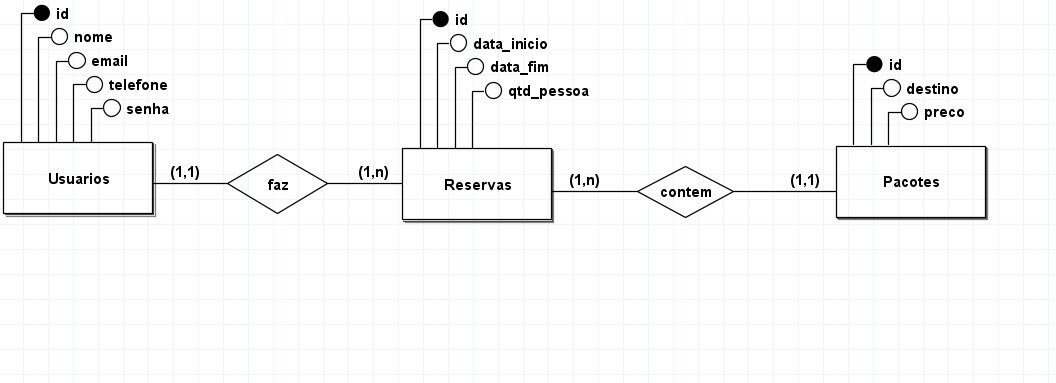 id
nome
email
telefone
senha
Usuarios
(1,1)
faz
(1,n)
id
data_inicio
data_fim
qtd_pessoa
Reservas
(1,n)
contem
(1,1)
id
destino
preco
Pacotes